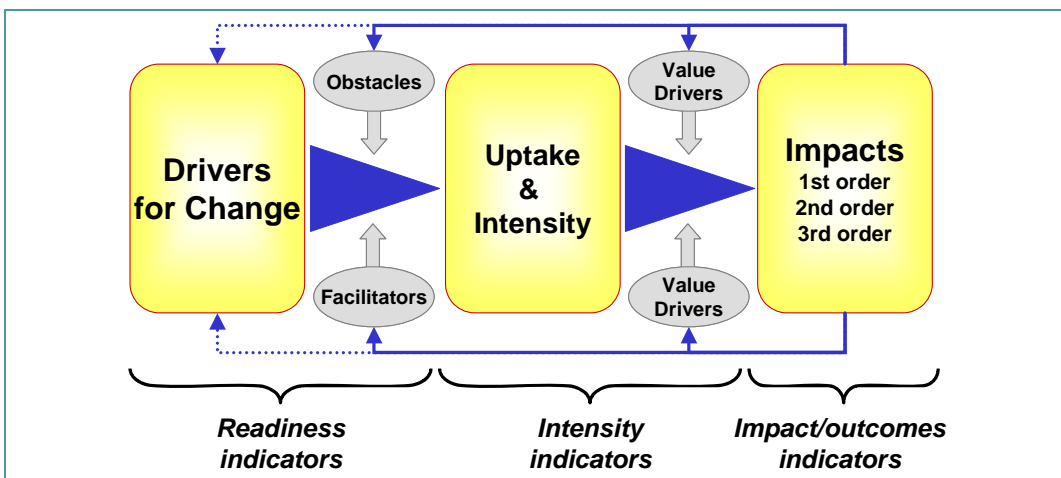 Obstacles
Value
Drivers
Drivers
for Change
Uptake
&
Intensity
Impacts
1st order
2nd order
3rd order
Facilitators
Value
Drivers
Readiness
indicators
Intensity
indicators
Impact/outcomes
indicators